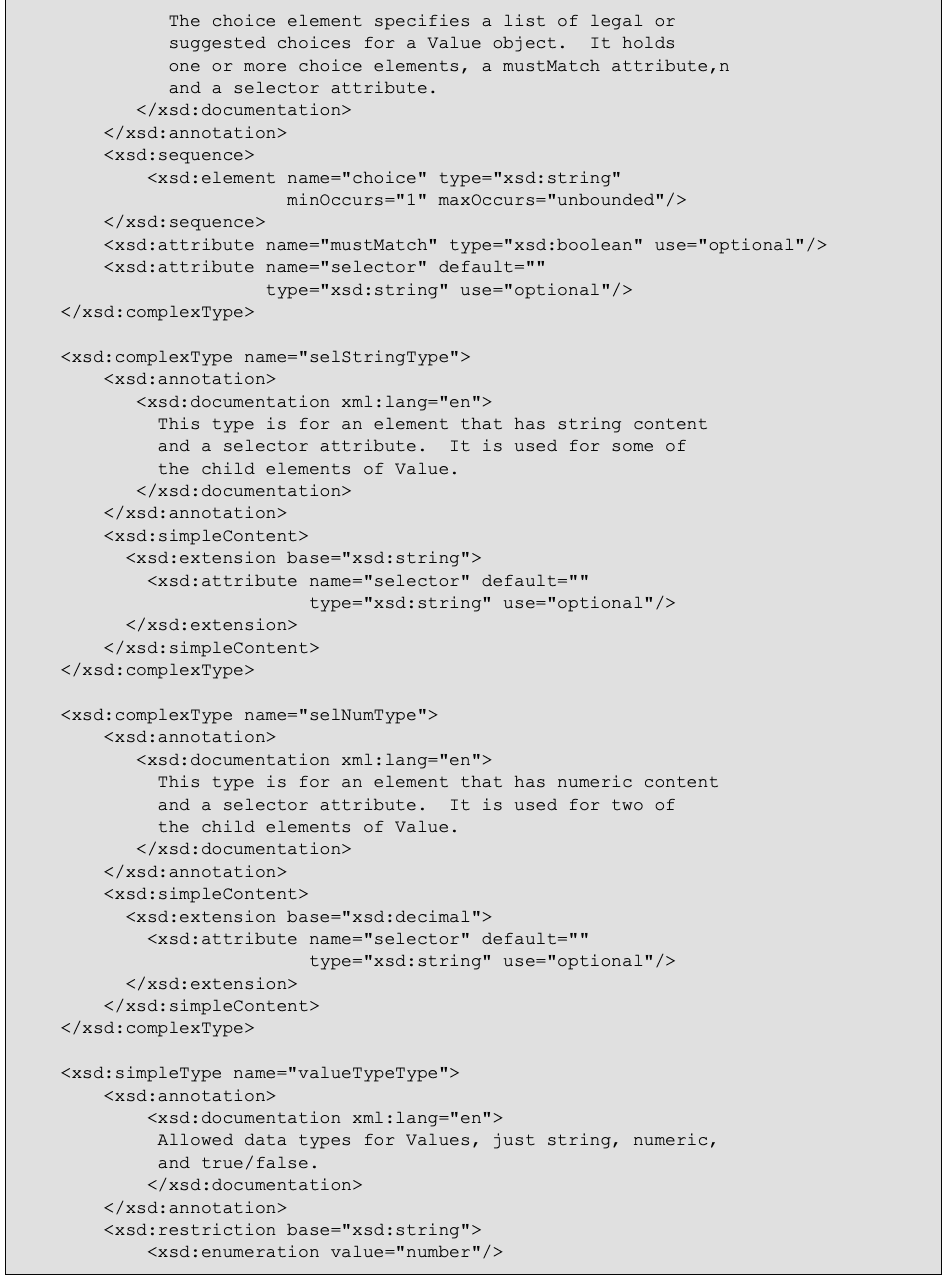 The choice element specifies a list of legal or
suggested choices for a Value object.  It holds
one or more choice elements, a mustMatch attribute,n
and a selector attribute.
</xsd:documentation>
</xsd:annotation>
<xsd:sequence>
<xsd:element name="choice" type="xsd:string"
minOccurs="1" maxOccurs="unbounded"/>
</xsd:sequence>
<xsd:attribute name="mustMatch" type="xsd:boolean" use="optional"/>
<xsd:attribute name="selector" default=""
type="xsd:string" use="optional"/>
</xsd:complexType>

<xsd:complexType name="selStringType">
<xsd:annotation>
<xsd:documentation xml:lang="en">
This type is for an element that has string content
and a selector attribute.  It is used for some of
the child elements of Value.
</xsd:documentation>
</xsd:annotation>
<xsd:simpleContent>
<xsd:extension base="xsd:string">
<xsd:attribute name="selector" default=""
type="xsd:string" use="optional"/>
</xsd:extension>
</xsd:simpleContent>
</xsd:complexType>

<xsd:complexType name="selNumType">
<xsd:annotation>
<xsd:documentation xml:lang="en">
This type is for an element that has numeric content
and a selector attribute.  It is used for two of
the child elements of Value.
</xsd:documentation>
</xsd:annotation>
<xsd:simpleContent>
<xsd:extension base="xsd:decimal">
<xsd:attribute name="selector" default=""
type="xsd:string" use="optional"/>
</xsd:extension>
</xsd:simpleContent>
</xsd:complexType>

<xsd:simpleType name="valueTypeType">
<xsd:annotation>
<xsd:documentation xml:lang="en">
Allowed data types for Values, just string, numeric,
and true/false.
</xsd:documentation>
</xsd:annotation>
<xsd:restriction base="xsd:string">
<xsd:enumeration value="number"/>